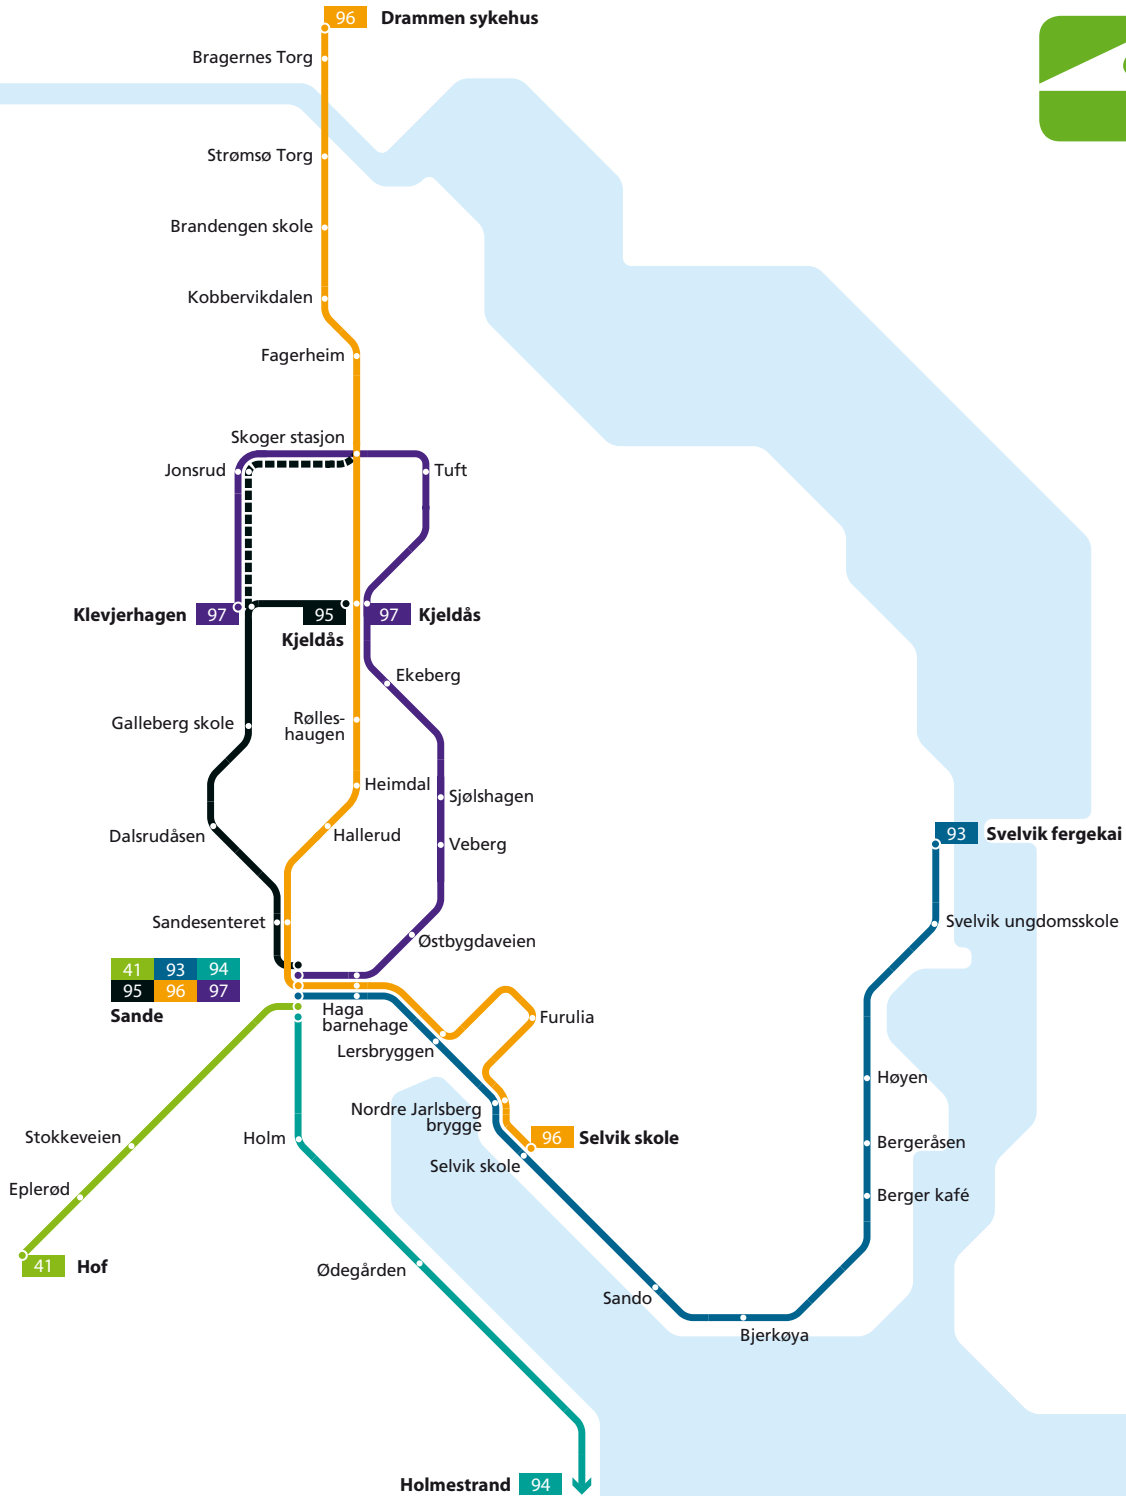 96 Drammen sykehus
Bragernes Torg
Strømsø Torg
Brandengen skole
Kobbervikdalen
Fagerheim
Skoger stasjon
Jonsrud
Tuft
Klevjerhagen 97
95
Kjeldås
97 Kjeldås
Ekeberg
Galleberg skole
Rølles-
haugen
Heimdal
Sjølshagen
Dalsrudåsen
Hallerud
Veberg
93 Svelvik fergekai
Sandesenteret
Svelvik ungdomsskole
Østbygdaveien
41 93 94
95 96 97
Sande
Haga
barnehage
Furulia
Lersbryggen
Høyen
Nordre Jarlsberg
brygge
Stokkeveien
Holm
96 Selvik skole
Bergeråsen
Selvik skole
Eplerød
Berger kafé
41 Hof
Ødegården
Sando
Bjerkøya
Holmestrand 94